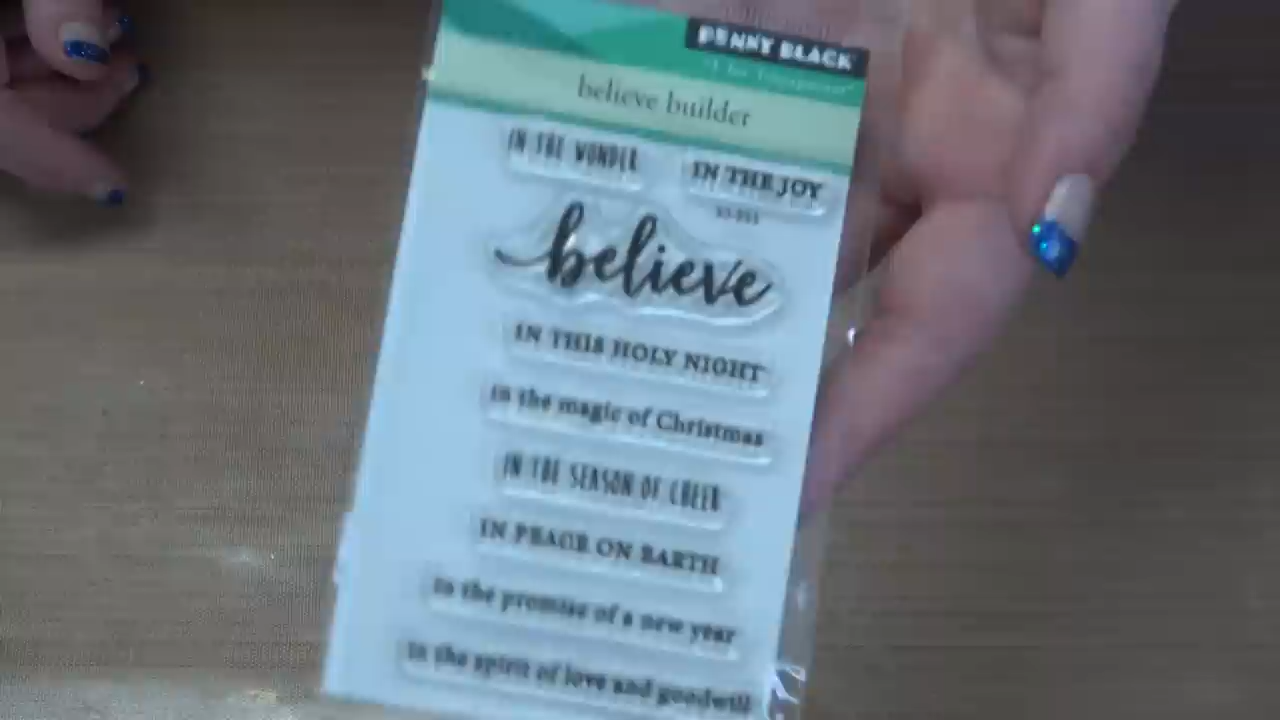 PENNY BLACK
believe builder
IN THE WONDER
IN THE JOY
believe
IN THIS HOLY NIGHT
in the magic of Christmas
IN THE SEASON OF CHEER
IN PEACE ON EARTH
in the promise of a new year
in the spirit of love and goodwill